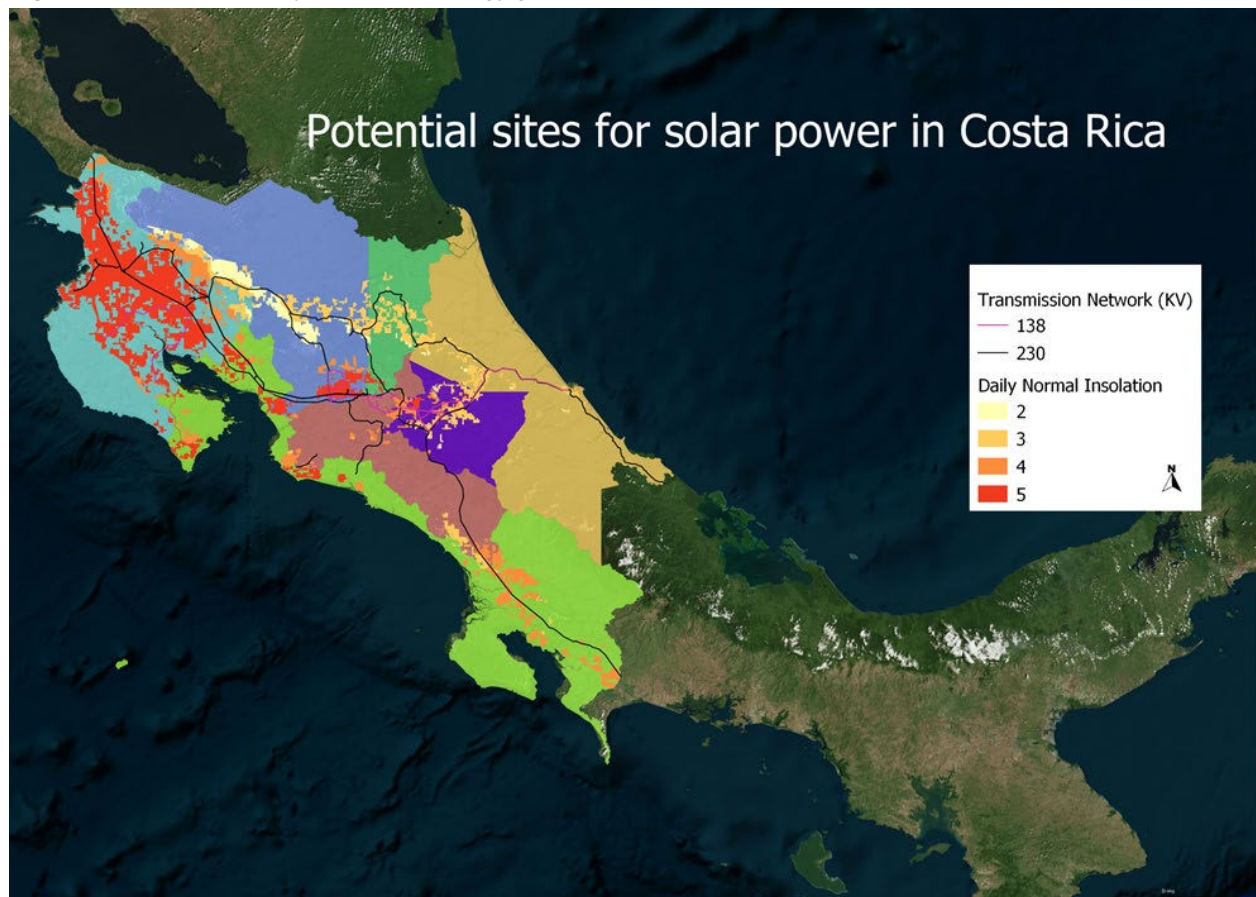 Potential sites for solar power in Costa Rica
Transmission Network (KV)
138
230
Daily Normal Insolation
2
3
4
5
N